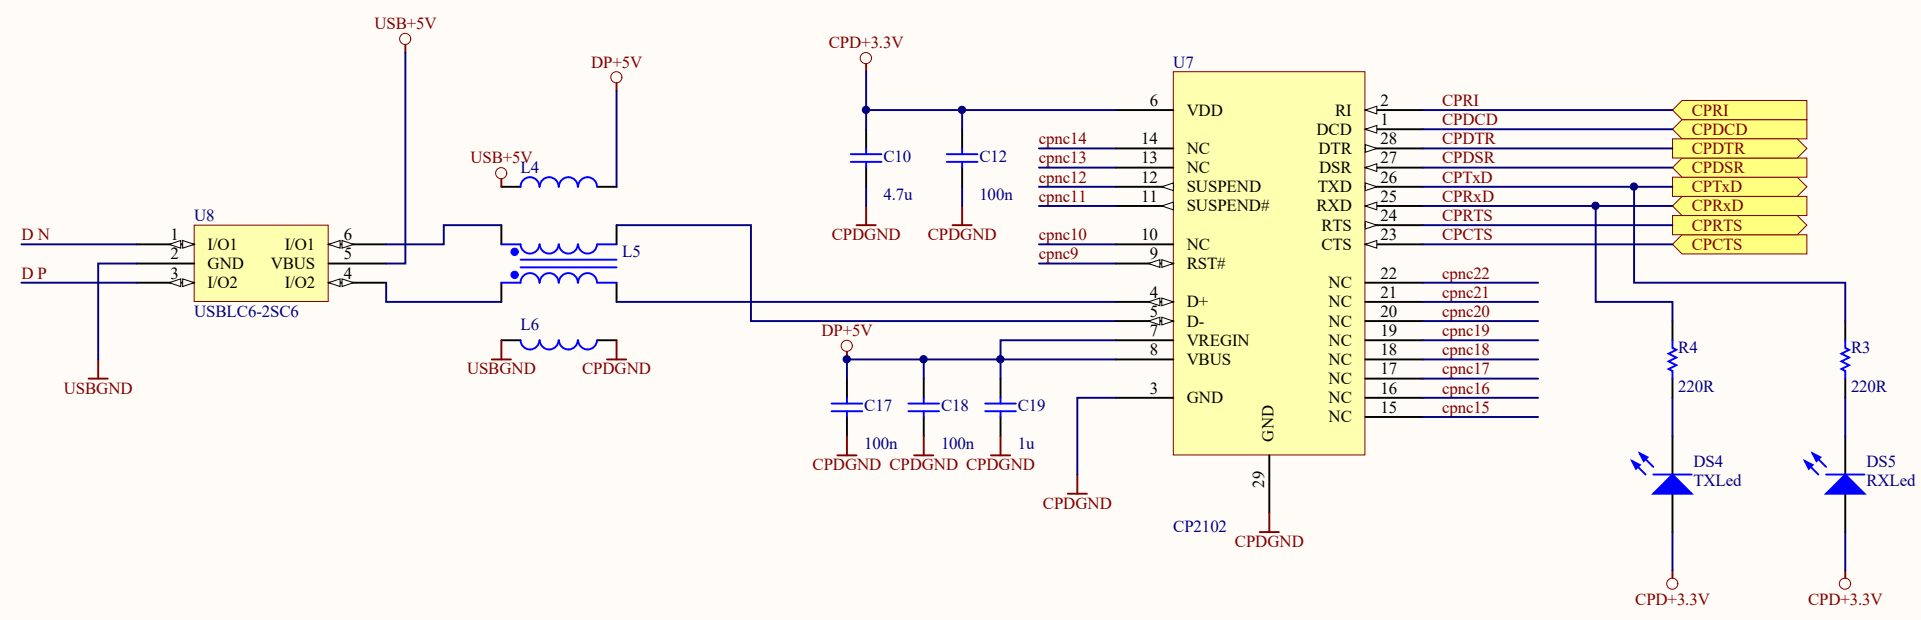 USB+5V
DP+5V
USB+5V
L4
U8
D N
1
I/O1
I/O1
6
2
GND
VBUS
5
D P
3
I/O2
I/O2
4
USBLC6-2SC6
L5
L6
USBGND
USBGND
CPDGND
CPD+3.3V
C10
4.7u
CPDGND
C12
100n
CPDGND
DP+5V
C17
100n
CPDGND
C18
100n
CPDGND
C19
1u
CPDGND
CPDGND
U7
6
VDD
cpnc14
14
NC
cpnc13
13
NC
cpnc12
12
SUSPEND
cpnc11
11
SUSPEND#
cpnc10
10
NC
cpnc9
9
RST#
4
D+
5
D-
7
VREGIN
8
VBUS
3
GND
GND
29
CP2102
CPDGND
RI
2
CPRI
CPRI
DCD
1
CPDCD
CPDCD
DTR
28
CPDTR
CPDTR
DSR
27
CPDSR
CPDSR
TXD
26
CPTxD
CPTxD
RXD
25
CPRxD
CPRxD
RTS
24
CPRTS
CPRTS
CTS
23
CPCTS
CPCTS
NC
22
cpnc22
NC
21
cpnc21
NC
20
cpnc20
NC
19
cpnc19
NC
18
cpnc18
NC
17
cpnc17
NC
16
cpnc16
NC
15
cpnc15
R4
220R
DS4
TXLed
CPD+3.3V
R3
220R
DS5
RXLed
CPD+3.3V